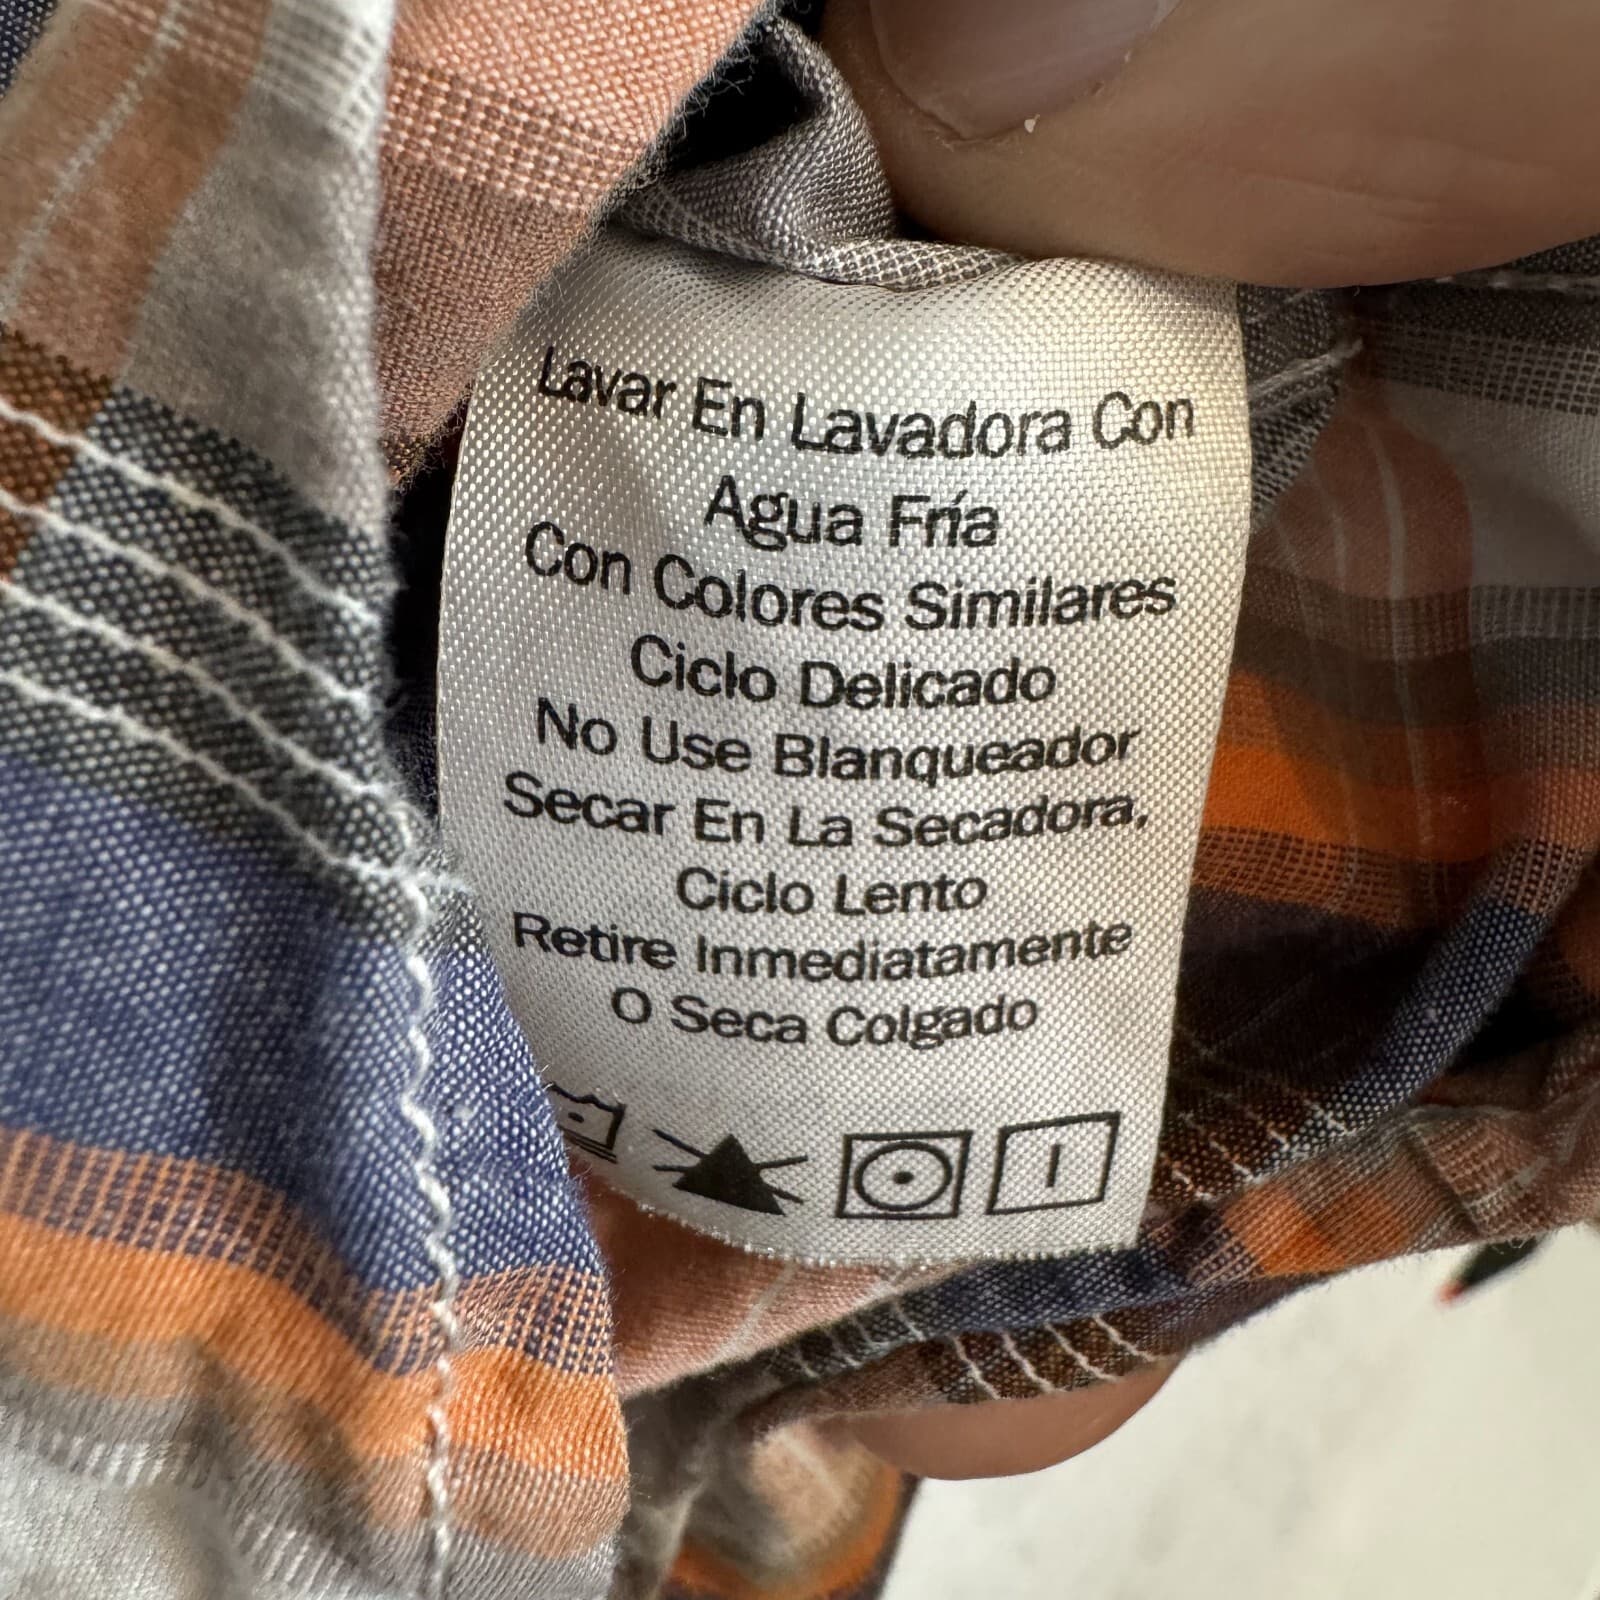 Lavar En Lavadora Con
Agua Fría
Con Colores Similares
Ciclo Delicado
No Use Blanqueador
Secar En La Secadora,
Ciclo Lento
Retire Inmediatamente
O Seca Colgado